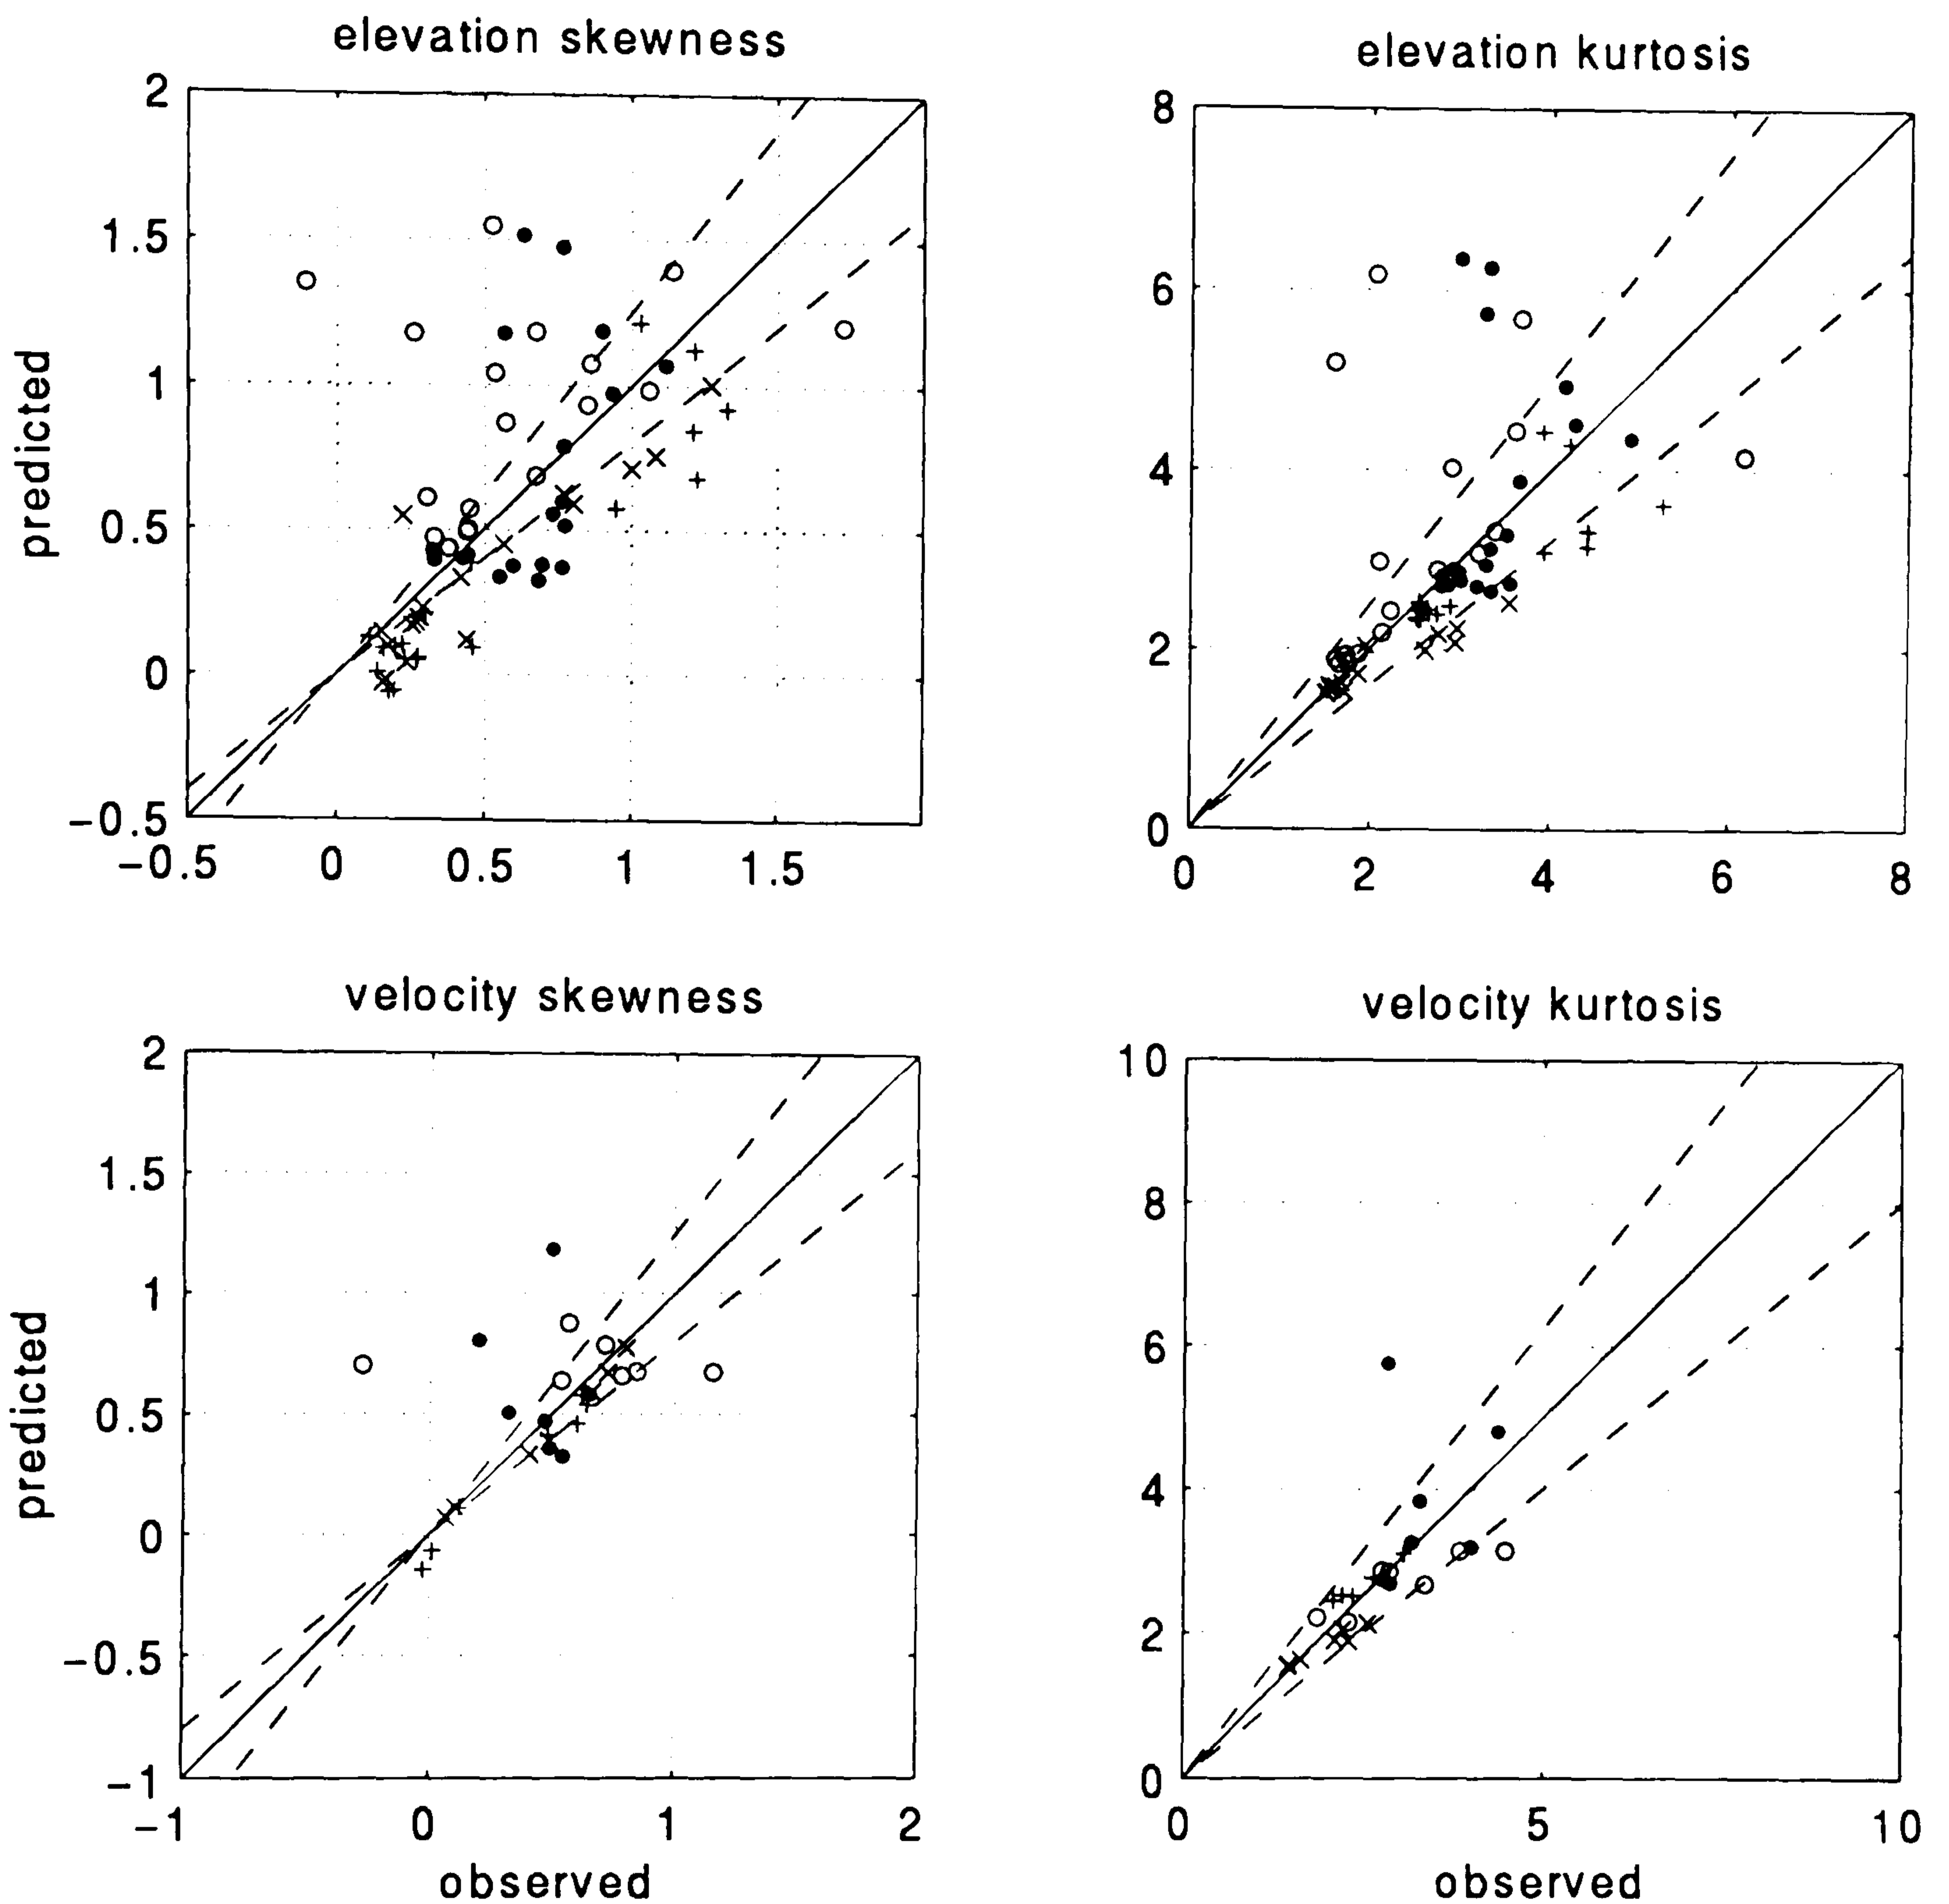 elevation skewness
2
1.5
1
0.5
0
-0.5
-0.5 0 0.5 1 1.5
predicted
elevation kurtosis
8
6
4
2
0
0 2 4 6 8
velocity skewness
2
1.5
1
0.5
0
-0.5
-1
-1 0 1 2
predicted
observed
velocity kurtosis
10
8
6
4
2
0
0 5 10
observed